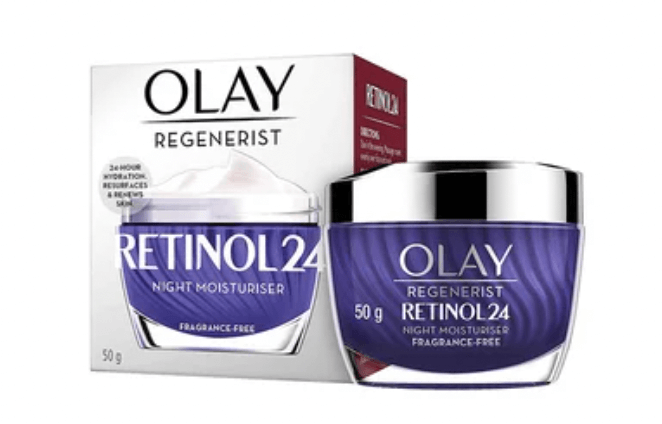 OLAY
REGENERIST
24-HOUR
HYDRATION,
RESURFACES
& RENEWS
SKIN
RETINOL24
NIGHT MOISTURISER
FRAGRANCE-FREE
50 g
RETINOL24
DIRECTIONS
OLAY
REGENERIST
50 g
RETINOL 24
NIGHT MOISTURISER
FRAGRANCE-FREE